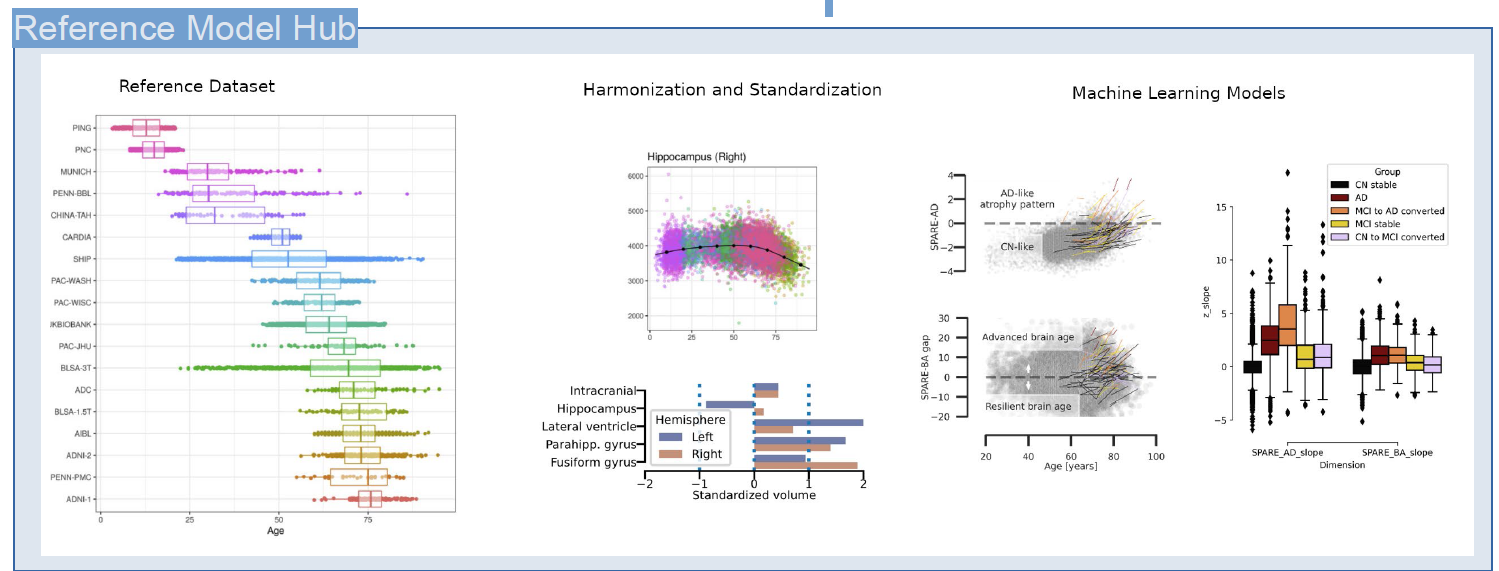 Reference Model Hub
Reference Dataset
PING
PNC
MUNICH
PENN-BBL
CHINA-TAH
CARDIA
SHIP
PAC-WASH
PAC-WISC
JKBIOBANK
PAC-JHU
BLSA-3T
ADC
BLSA-1.5T
AIBL
ADNI-2
PENN-PMC
ADNI-1
0 25 50 75
Age
Harmonization and Standardization
Hippocampus (Right)
6000
5000
4000
3000
2000
0 25 50 75
Intracranial
Hippocampus
Lateral ventricle
Parahipp. gyrus
Fusiform gyrus
Hemisphere
Left
Right
−2 −1 0 1 2
Standardized volume
Machine Learning Models
SPARE-AD
4
2
0
−2
−4
AD-like
atrophy pattern
CN-like
SPARE-BA gap
30
20
10
0
−10
−20
Advanced brain age
Resilient brain age
20 40 60 80 100
Age [years]
Group
CN stable
AD
MCI to AD converted
MCI stable
CN to MCI converted
z_slope
15
10
5
0
−5
SPARE_AD_slope SPARE_BA_slope
Dimension